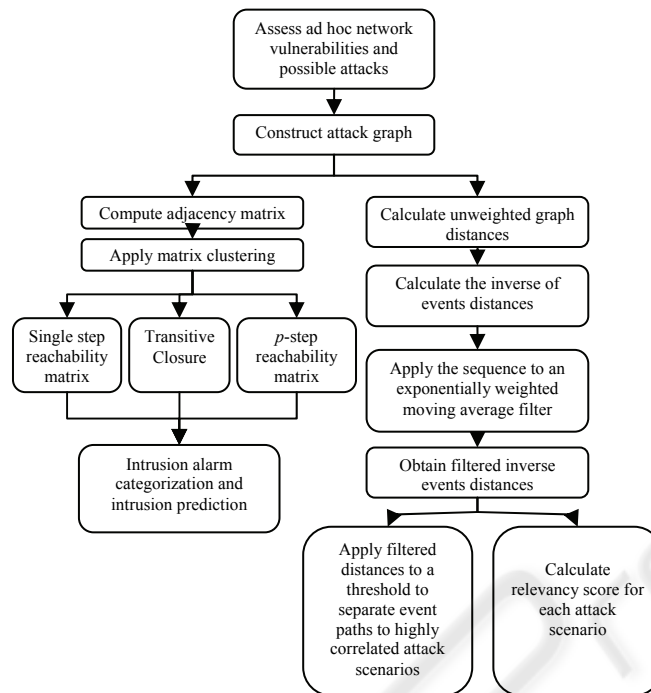 Assess ad hoc network
vulnerabilities and
possible attacks
Construct attack graph
Compute adjacency matrix
Apply matrix clustering
Single step
reachability
matrix
Transitive
Closure
p-step
reachability
matrix
Intrusion alarm
categorization and
intrusion prediction
Calculate unweighted graph
distances
Calculate the inverse of
events distances
Apply the sequence to an
exponentially weighted
moving average filter
Obtain filtered inverse
events distances
Apply filtered
distances to a
threshold to
separate event
paths to highly
correlated attack
scenarios
Calculate
relevancy score for
each attack
scenario